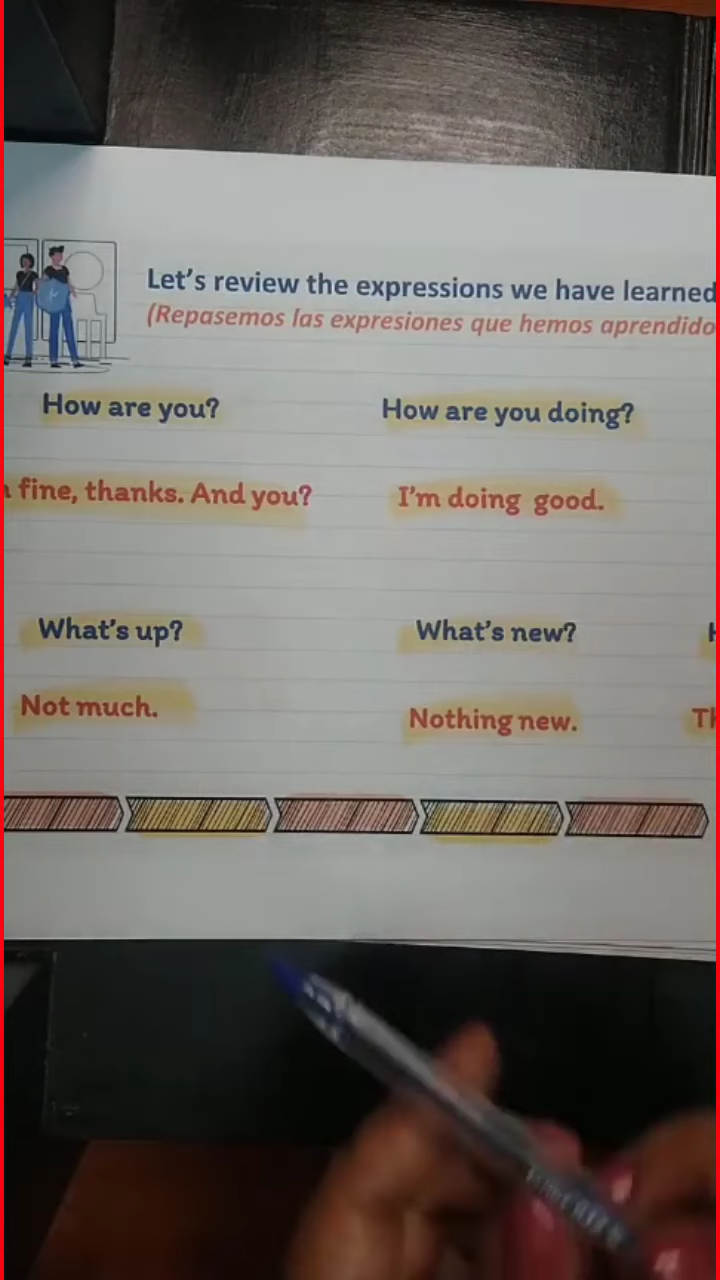 Let's review the expressions we have learned
(Repasemos las expresiones que hemos aprendido
How are you? How are you doing?
fine, thanks. And you? I'm doing good.
What's up? What's new?
Not much. Nothing new.